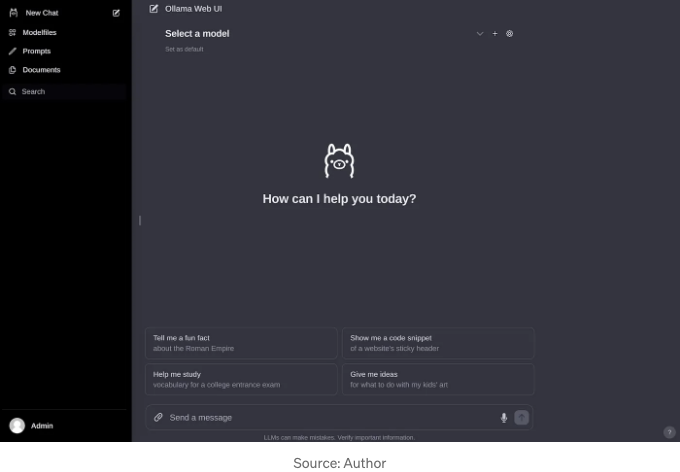 New Chat
Modelfiles
Prompts
Documents
Search
Admin
Ollama Web UI
Select a model
Set as default
How can I help you today?
Tell me a fun fact
about the Roman Empire
Show me a code snippet
of a website's sticky header
Help me study
vocabulary for a college entrance exam
Give me ideas
for what to do with my kids' art
Send a message
LLMs can make mistakes. Verify important information.
?
Source: Author